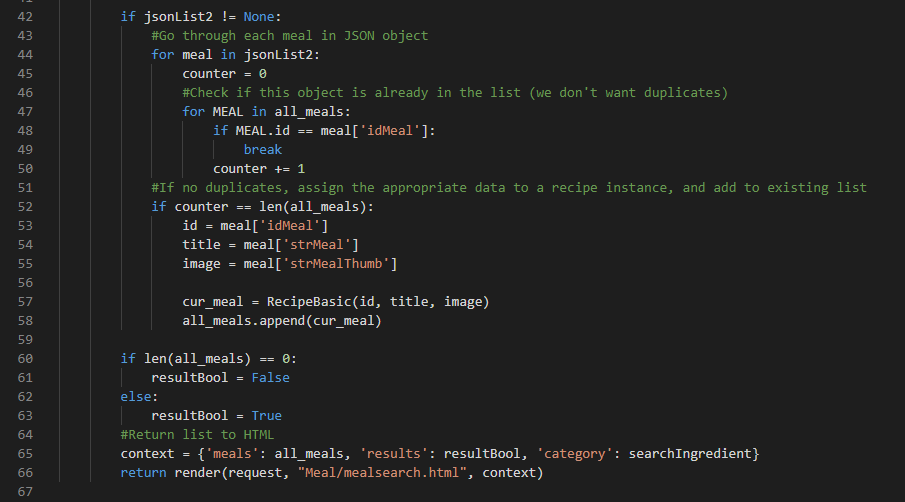 42 if jsonList2 != None:
43 #Go through each meal in JSON object
44 for meal in jsonList2:
45 counter = 0
46 #Check if this object is already in the list (we don't want duplicates)
47 for MEAL in all_meals:
48 if MEAL.id == meal['idMeal']:
49 break
50 counter += 1
51 #If no duplicates, assign the appropriate data to a recipe instance, and add to existing list
52 if counter == len(all_meals):
53 id = meal['idMeal']
54 title = meal['strMeal']
55 image = meal['strMealThumb']
56
57 cur_meal = RecipeBasic(id, title, image)
58 all_meals.append(cur_meal)
59
60 if len(all_meals) == 0:
61 resultBool = False
62 else:
63 resultBool = True
64 #Return list to HTML
65 context = {'meals': all_meals, 'results': resultBool, 'category': searchIngredient}
66 return render(request, "Meal/mealsearch.html", context)
67